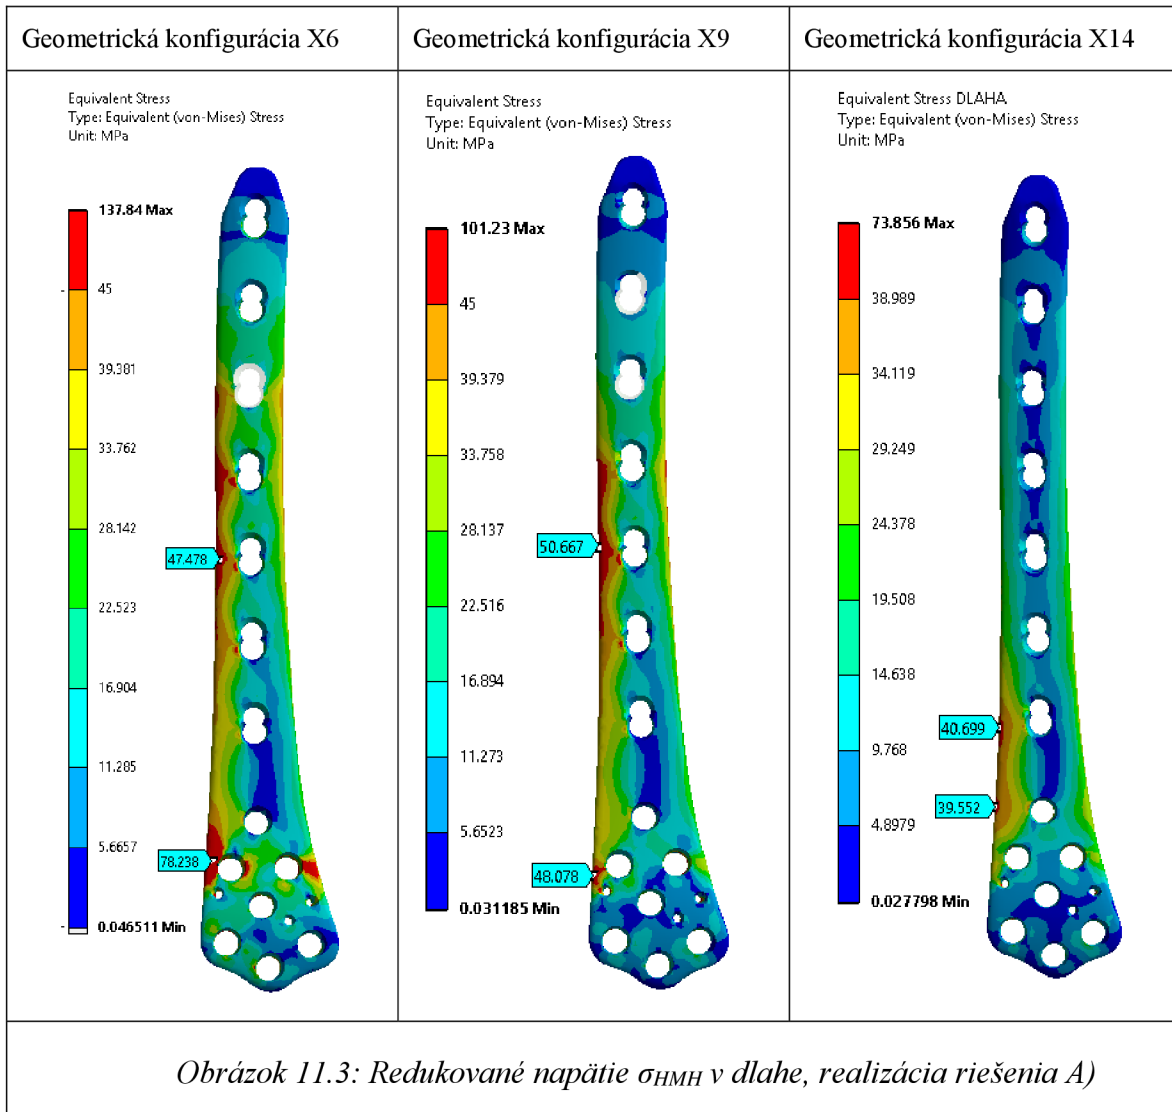 Geometrická konfigurácia X6
Geometrická konfigurácia X9
Geometrická konfigurácia X14
Equivalent Stress
Type: Equivalent (von-Mises) Stress
Unit: MPa
137.84 Max
45
39.381
33.762
28.142
22.523
16.904
11.285
5.6657
0.046511 Min
47.478
78.238
Equivalent Stress
Type: Equivalent (von-Mises) Stress
Unit: MPa
101.23 Max
45
39.379
33.758
28.137
22.516
16.894
11.273
5.6523
0.031185 Min
50.667
48.078
Equivalent Stress DLAHA
Type: Equivalent (von-Mises) Stress
Unit: MPa
73.856 Max
38.989
34.119
29.249
24.378
19.508
14.638
9.768
4.8979
0.027798 Min
40.699
39.552
Obrázok 11.3: Redukované napätie σHMH v dlahe, realizácia riešenia A)